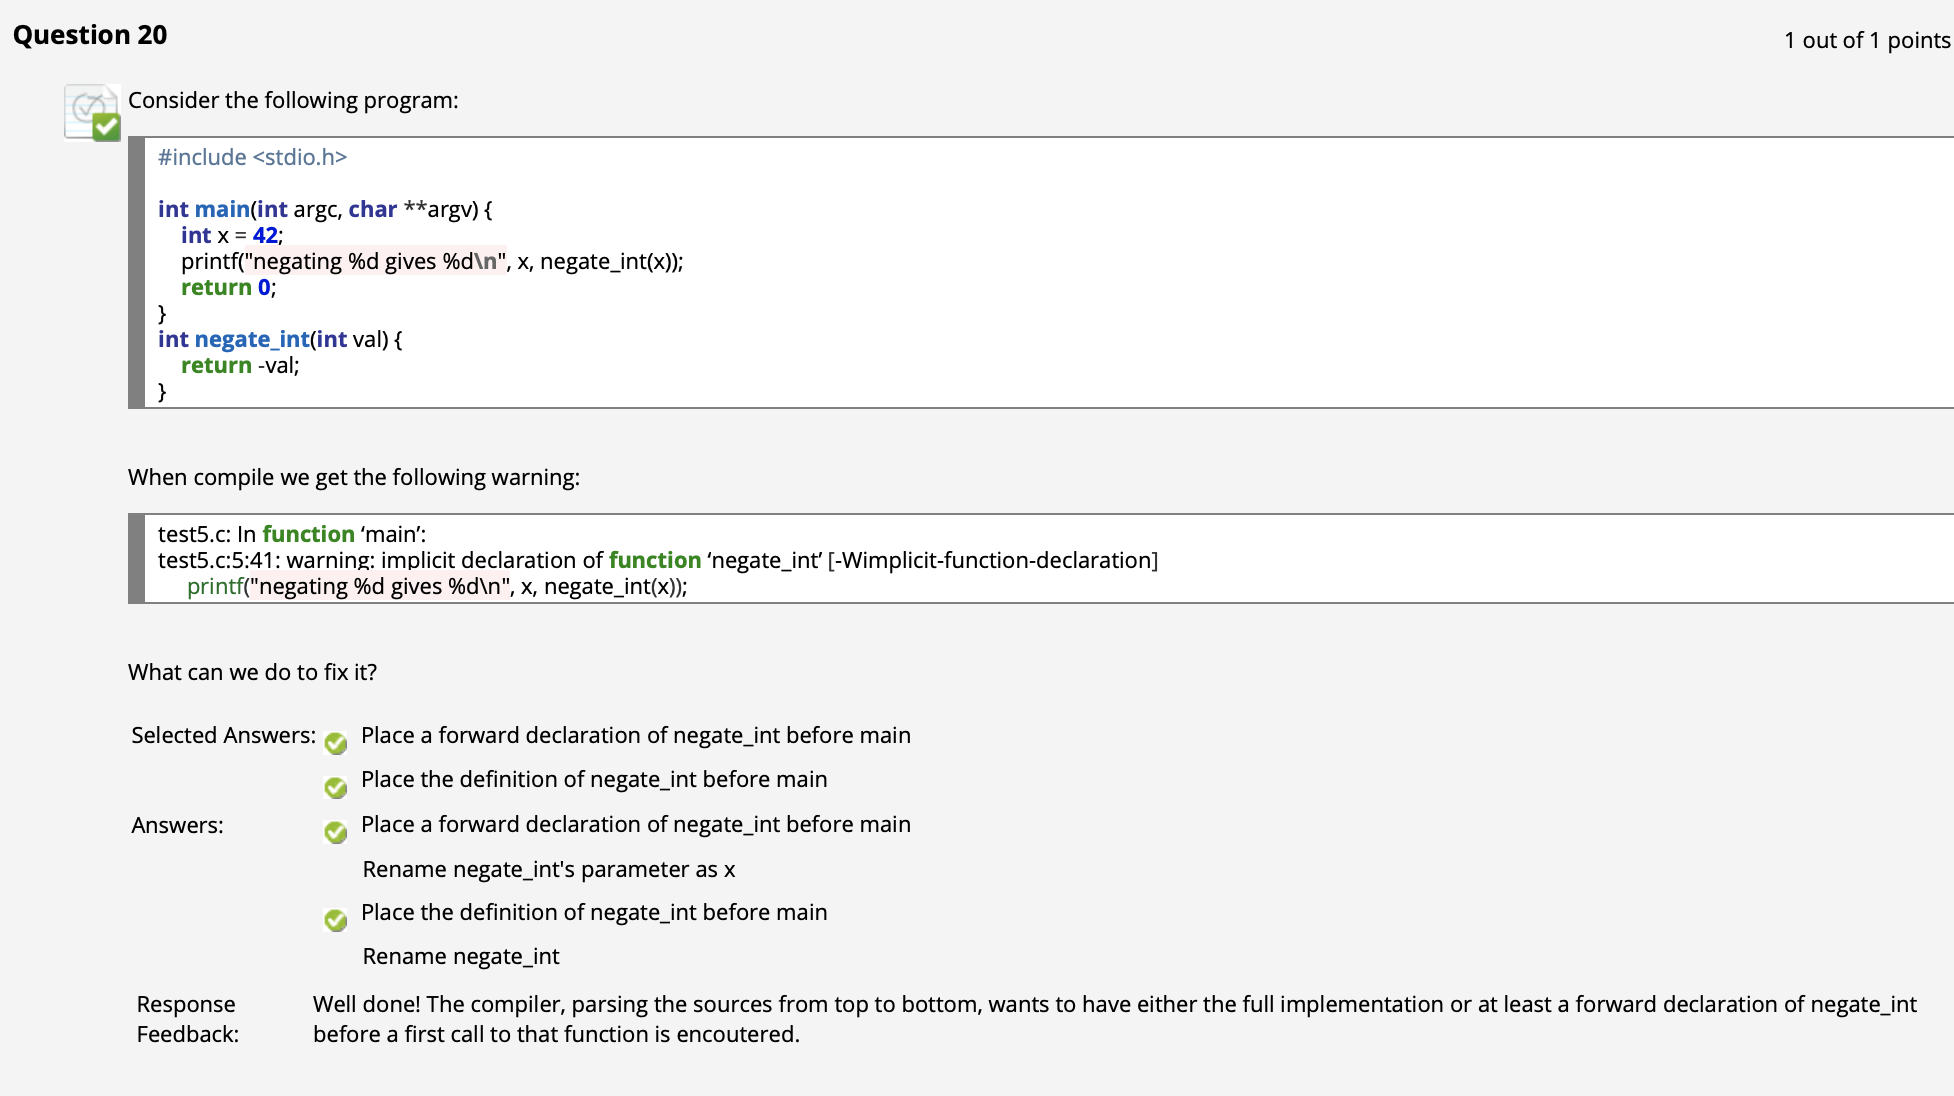 Question 20
1 out of 1 points
Consider the following program:
#include <stdio.h>
int main(int argc, char **argv) {
int x = 42;
printf("negating %d gives %d\n", x, negate_int(x));
return 0;
}
int negate_int(int val) {
return -val;
}
When compile we get the following warning:
test5.c: In function ‘main’:
test5.c:5:41: warning: implicit declaration of function ‘negate_int’ [-Wimplicit-function-declaration]
printf("negating %d gives %d\n", x, negate_int(x));
What can we do to fix it?
Selected Answers: Place a forward declaration of negate_int before main
Place the definition of negate_int before main
Answers: Place a forward declaration of negate_int before main
Rename negate_int's parameter as x
Place the definition of negate_int before main
Rename negate_int
Response Feedback:
Well done! The compiler, parsing the sources from top to bottom, wants to have either the full implementation or at least a forward declaration of negate_int
before a first call to that function is encoutered.